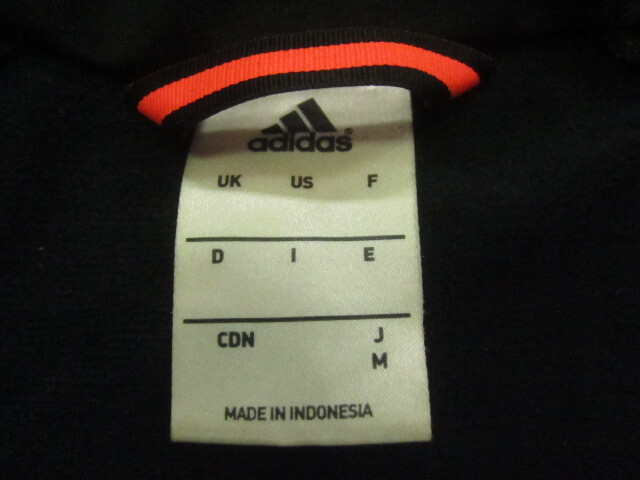 adidas®
UK US F
D I E
CDN J
M
MADE IN INDONESIA